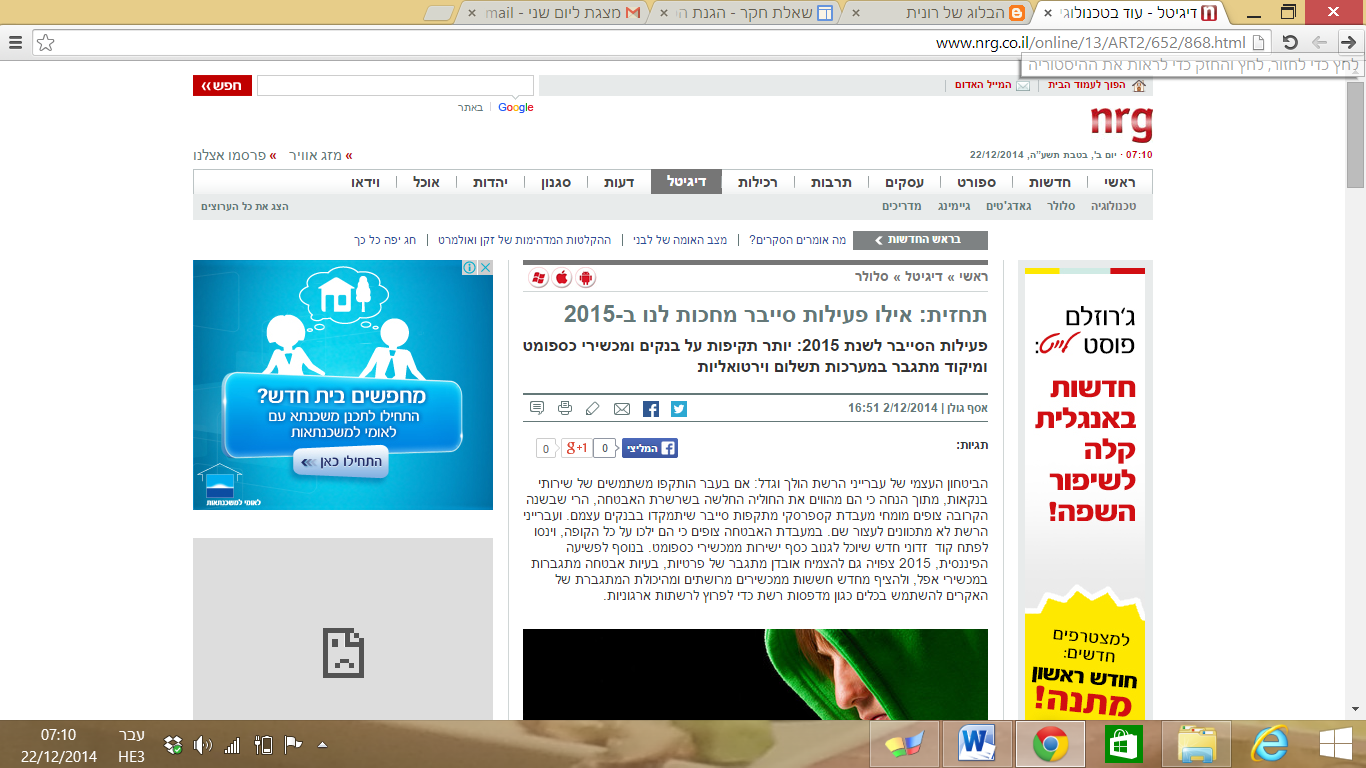 דיגיטל - עוד בטכנולוגי
הבלוג של רונית
שאלת חקר - הגנת הס
מצגת ליום שני - mail
www.nrg.co.il/online/13/ART2/652/868.html
לחץ כדי לחזור, לחץ והחזק כדי לראות את ההיסטוריה
הפוך לעמוד הבית
המייל האדום
חפש »
Google
באתר
nrg
07:10 · יום ב', בטבת תשע"ה, 22/12/2014
» מזג אוויר » פרסמו אצלנו
ראשי | חדשות | ספורט | עסקים | תרבות | רכילות | דיגיטל | דעות | סגנון | יהדות | אוכל | וידאו
טכנולוגיה סלולר גאדג'טים גיימינג מדריכים
הצג את כל הערוצים
בראש החדשות
מה אומרים הסקרים? | מצב האומה של לבני | ההקלטות המדהימות של זקן ואולמרט | חג יפה כל כך
ג'רוזלם
פוסט לייט:
חדשות
באנגלית
קלה
לשיפור
השפה!
למצטרפים
חדשים:
חודש ראשון
מתנה!
ראשי » דיגיטל » סלולר
תחזית: אילו פעילות סייבר מחכות לנו ב-2015
פעילות הסייבר לשנת 2015: יותר תקיפות על בנקים ומכשירי כספומט
ומיקוד מתגבר במערכות תשלום וירטואליות
אסף גולן | 2/12/2014 16:51
תגיות:
המליצי
0
g+1
0
הביטחון העצמי של עברייני הרשת הולך וגדל: אם בעבר הותקפו משתמשים של שירותי
בנקאות, מתוך הנחה כי הם מהווים את החוליה החלשה בשרשרת האבטחה, הרי שבשנה
הקרובה צופים מומחי מעבדת קספרסקי מתקפות סייבר שיתמקדו בבנקים עצמם. ועברייני
הרשת לא מתכוונים לעצור שם. במעבדת האבטחה צופים כי הם ילכו על כל הקופה, וינסו
לפתח קוד זדוני חדש שיוכל לגנוב כסף ישירות ממכשירי כספומט. בנוסף לפשיעה
הפיננסית, 2015 צפויה גם להצמיח אובדן מתגבר של פרטיות, בעיות אבטחה מתגברות
במכשירי אפל, ולהציף מחדש חששות ממכשירים מרושתים ומהיכולת המתגברת של
האקרים להשתמש בכלים כגון מדפסות רשת כדי לפרוץ לרשתות ארגוניות.
מחפשים בית חדש?
התחילו לתכנן משכנתא עם
לאומי למשכנתאות
התחילו כאן
לאומי למשכנתאות
07:10
22/12/2014
עבר
HE3